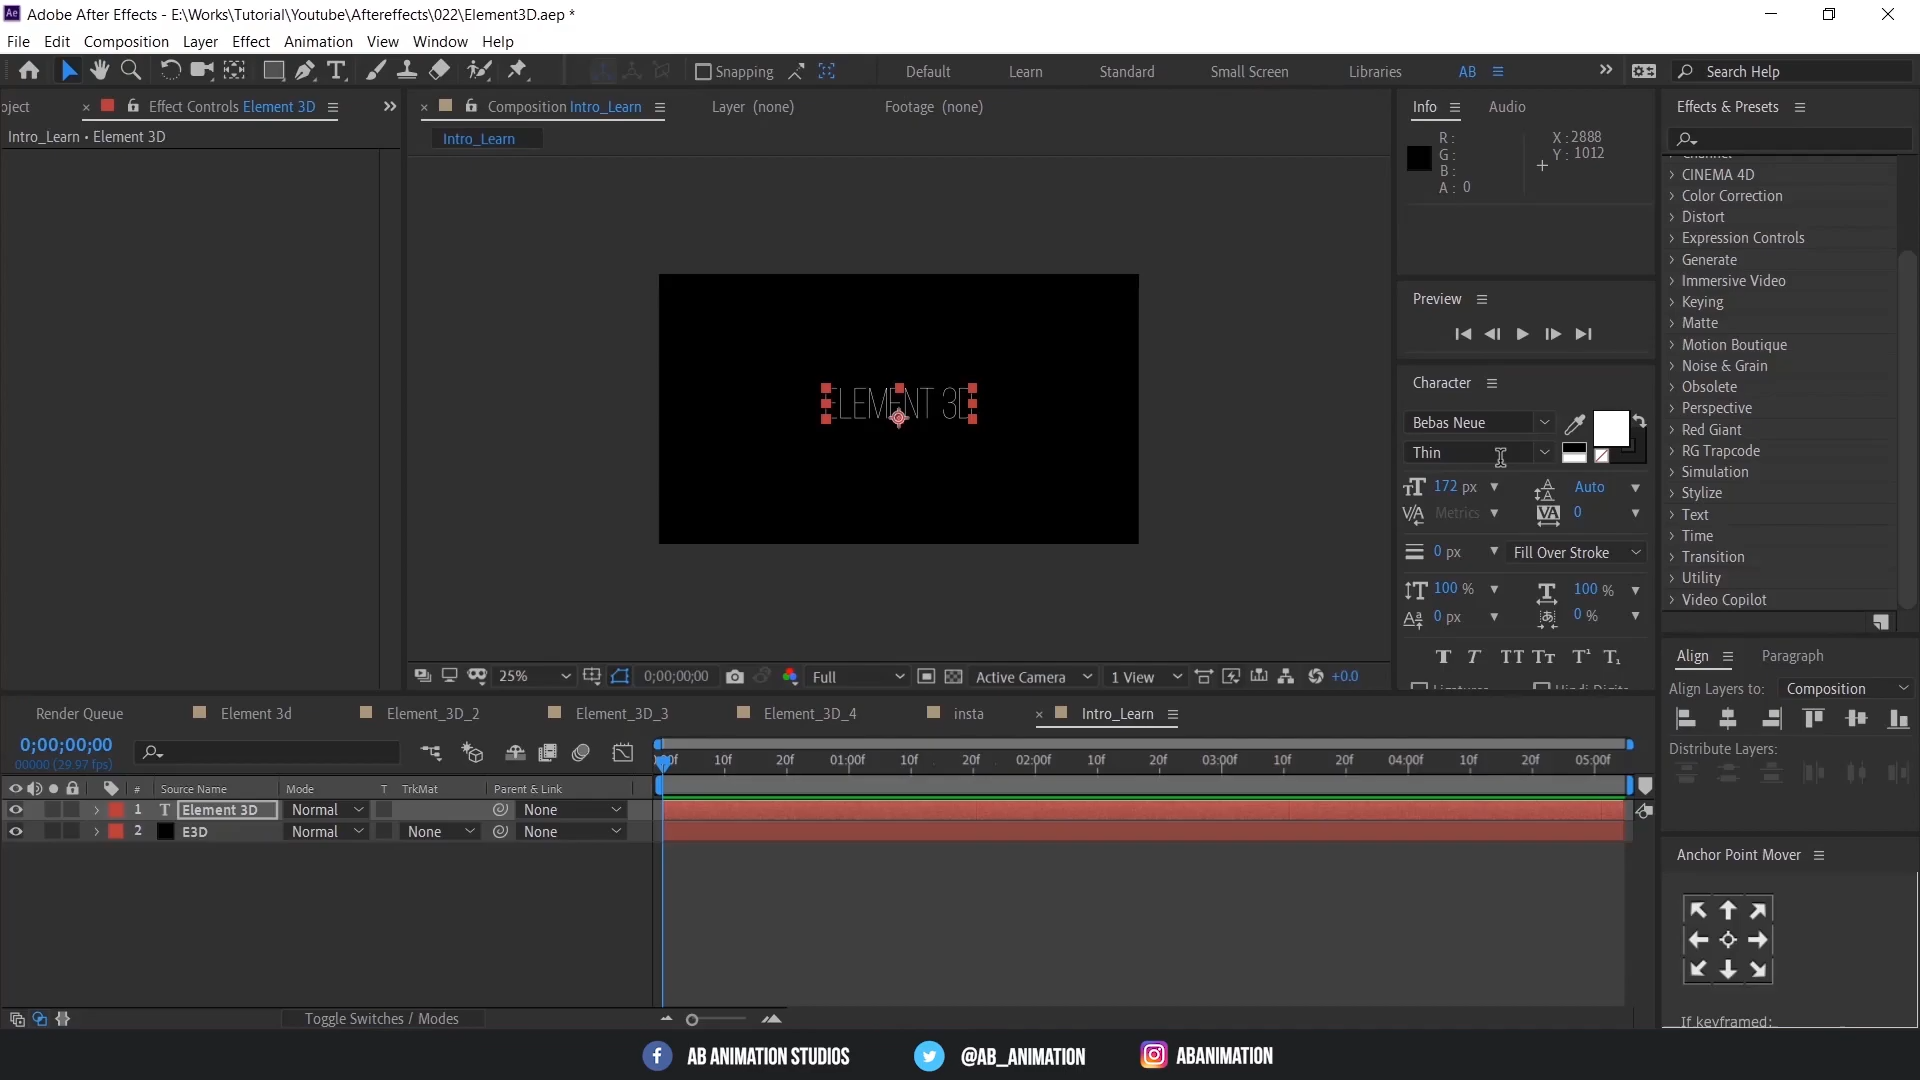 Adobe After Effects - E:\Works\Tutorial\Youtube\Aftereffects\022\Element3D.aep *
File Edit Composition Layer Effect Animation View Window Help
Snapping
Default Learn Standard Small Screen Libraries AB
Search Help
oject
Effect Controls Element 3D
Composition Intro_Learn
Layer (none)
Footage (none)
Info Audio
Effects & Presets
Intro_Learn • Element 3D
Intro_Learn
R :
G :
B :
A : 0
X : 2888
Y : 1012
CINEMA 4D
Color Correction
Distort
Expression Controls
Generate
Immersive Video
Keying
Matte
Motion Boutique
Noise & Grain
Obsolete
Perspective
Red Giant
RG Trapcode
Simulation
Stylize
Text
Time
Transition
Utility
Video Copilot
Preview
ELEMENT 3D
Character
Bebas Neue
Thin
172 px Auto
Metrics 0
0 px Fill Over Stroke
100 % 100 %
0 px 0 %
25% 0;00;00;00 Full Active Camera 1 View +0.0
Align Paragraph
Align Layers to: Composition
Distribute Layers:
Anchor Point Mover
If keyframed:
Render Queue Element 3d Element_3D_2 Element_3D_3 Element_3D_4 insta Intro_Learn
0;00;00;00
00000 (29.97 fps)
00f 10f 20f 01:00f 10f 20f 02:00f 10f 20f 03:00f 10f 20f 04:00f 10f 20f 05:00f
# Source Name Mode T TrkMat Parent & Link
1 T Element 3D Normal None
2 E3D Normal None None
Toggle Switches / Modes
AB ANIMATION STUDIOS @AB_ANIMATION ABANIMATION